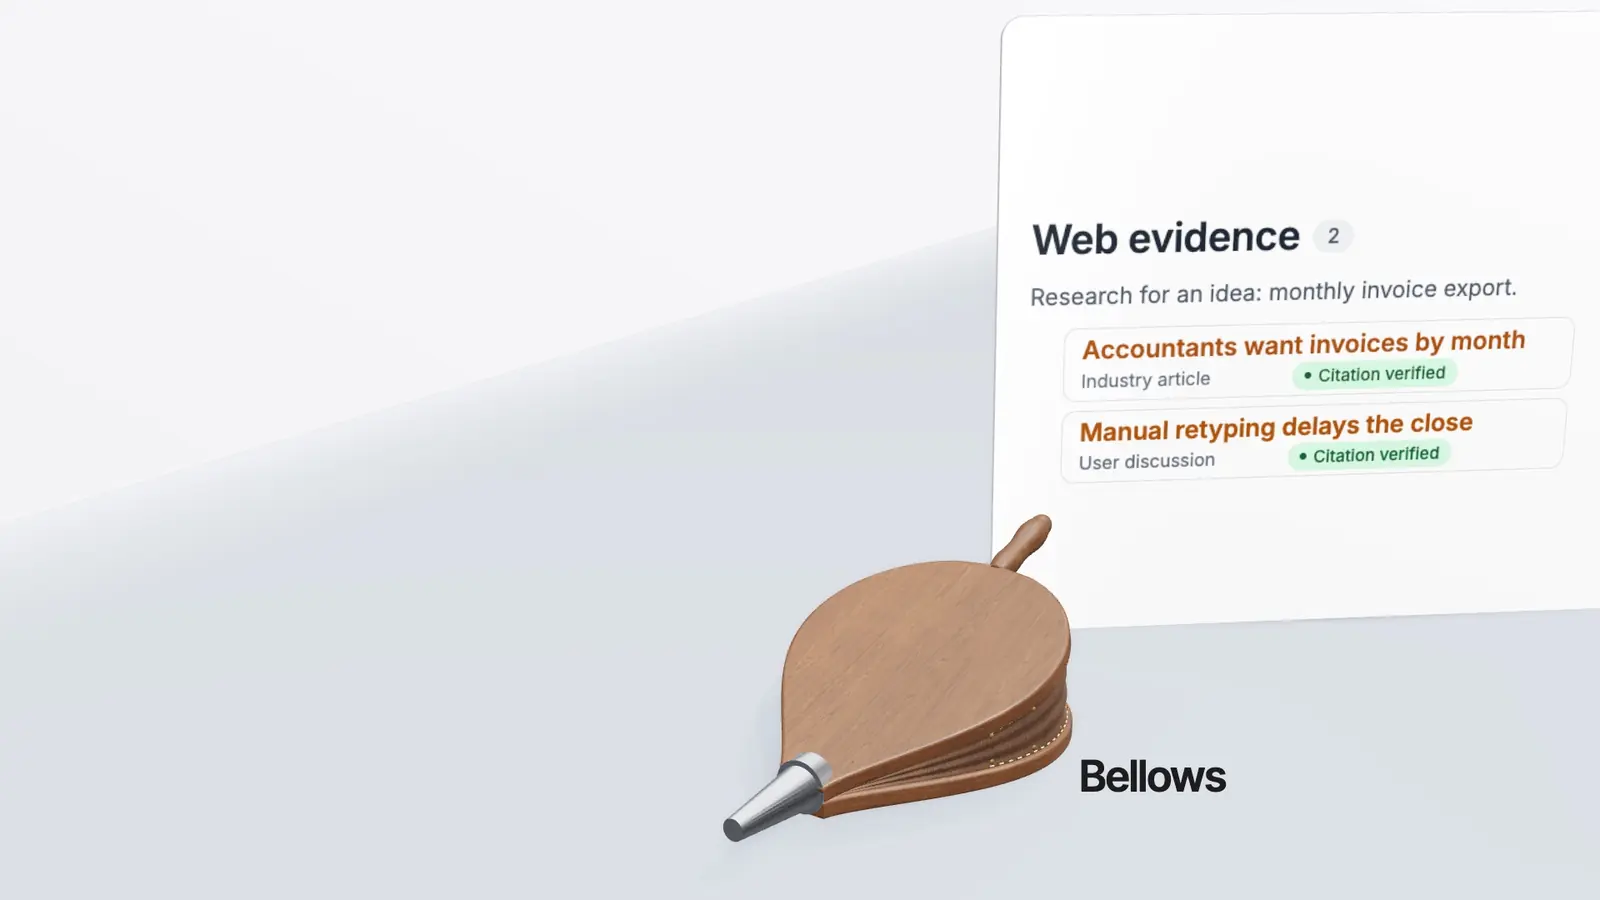 Web evidence 2
Research for an idea: monthly invoice export.
Accountants want invoices by month
Industry article
• Citation verified
Manual retyping delays the close
User discussion
• Citation verified
Bellows